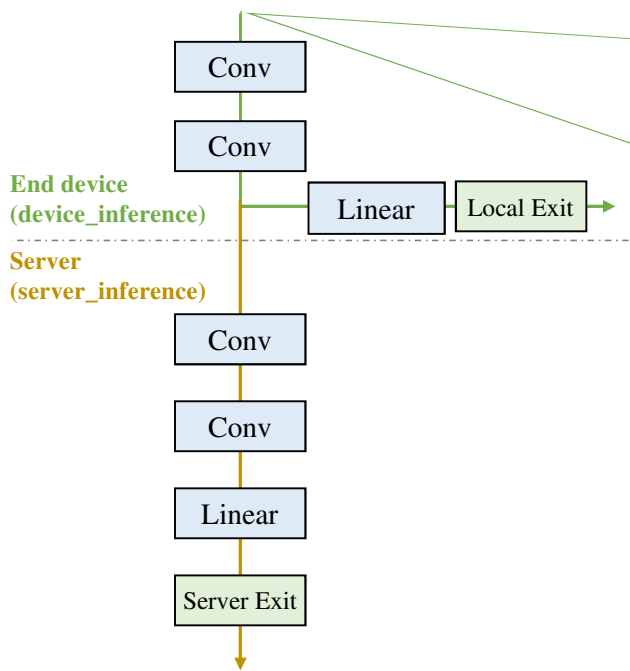 Conv
Conv
End device
(device_inference)
Linear
Local Exit
Server
(server_inference)
Conv
Conv
Linear
Server Exit